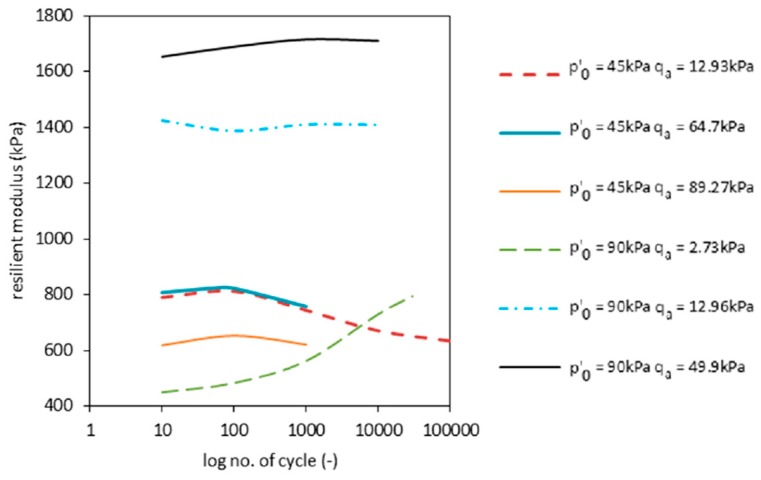 1800
1600
1400
1200
1000
800
600
400
resilient modulus (kPa)
1 10 100 1000 10000 100000
log no. of cycle (-)
p'0 = 45kPa qa = 12.93kPa
p'0 = 45kPa qa = 64.7kPa
p'0 = 45kPa qa = 89.27kPa
p'0 = 90kPa qa = 2.73kPa
p'0 = 90kPa qa = 12.96kPa
p'0 = 90kPa qa = 49.9kPa